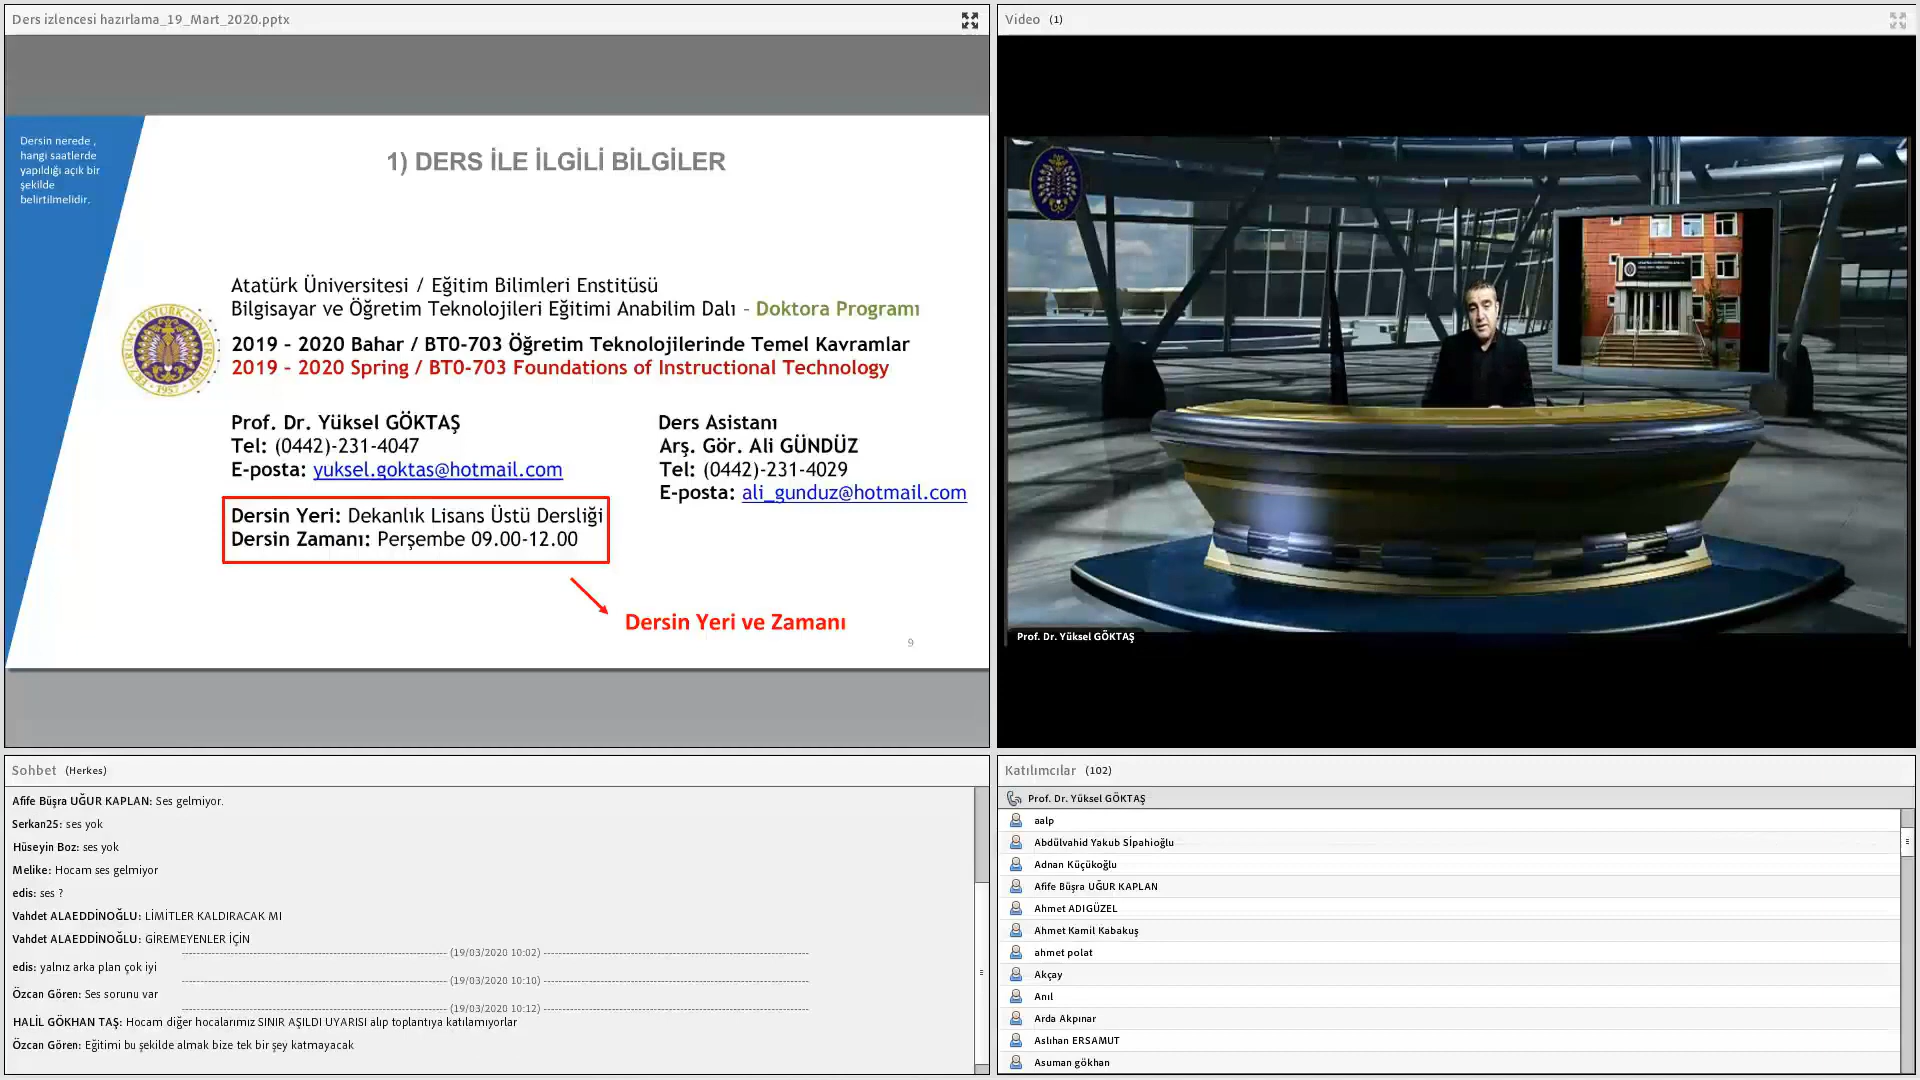 Ders izlencesi hazırlama_19_Mart_2020.pptx
Dersin nerede ,
hangi saatlerde
yapıldığı açık bir
şekilde
belirtilmelidir.
1) DERS İLE İLGİLİ BİLGİLER
Atatürk Üniversitesi / Eğitim Bilimleri Enstitüsü
Bilgisayar ve Öğretim Teknolojileri Eğitimi Anabilim Dalı - Doktora Programı
2019 - 2020 Bahar / BT0-703 Öğretim Teknolojilerinde Temel Kavramlar
2019 - 2020 Spring / BT0-703 Foundations of Instructional Technology
Prof. Dr. Yüksel GÖKTAŞ
Tel: (0442)-231-4047
E-posta: yuksel.goktas@hotmail.com
Ders Asistanı
Arş. Gör. Ali GÜNDÜZ
Tel: (0442)-231-4029
E-posta: ali_gunduz@hotmail.com
Dersin Yeri: Dekanlık Lisans Üstü Dersliği
Dersin Zamanı: Perşembe 09.00-12.00
Dersin Yeri ve Zamanı
9
Video (1)
Prof. Dr. Yüksel GÖKTAŞ
Sohbet (Herkes)
Afife Büşra UĞUR KAPLAN: Ses gelmiyor.
Serkan25: ses yok
Hüseyin Boz: ses yok
Melike: Hocam ses gelmiyor
edis: ses ?
Vahdet ALAEDDİNOĞLU: LİMİTLER KALDIRACAK MI
Vahdet ALAEDDİNOĞLU: GİREMEYENLER İÇİN
(19/03/2020 10:02)
edis: yalnız arka plan çok iyi
(19/03/2020 10:10)
Özcan Gören: Ses sorunu var
(19/03/2020 10:12)
HALİL GÖKHAN TAŞ: Hocam diğer hocalarımız SINIR AŞILDI UYARISI alıp toplantıya katılamıyorlar
Özcan Gören: Eğitimi bu şekilde almak bize tek bir şey katmayacak
Katılımcılar (102)
Prof. Dr. Yüksel GÖKTAŞ
aalp
Abdülvahid Yakub Sİpahioğlu
Adnan Küçükoğlu
Afife Büşra UĞUR KAPLAN
Ahmet ADIGÜZEL
Ahmet Kamil Kabakuş
ahmet polat
Akçay
Anıl
Arda Akpınar
Aslıhan ERSAMUT
Asuman gökhan